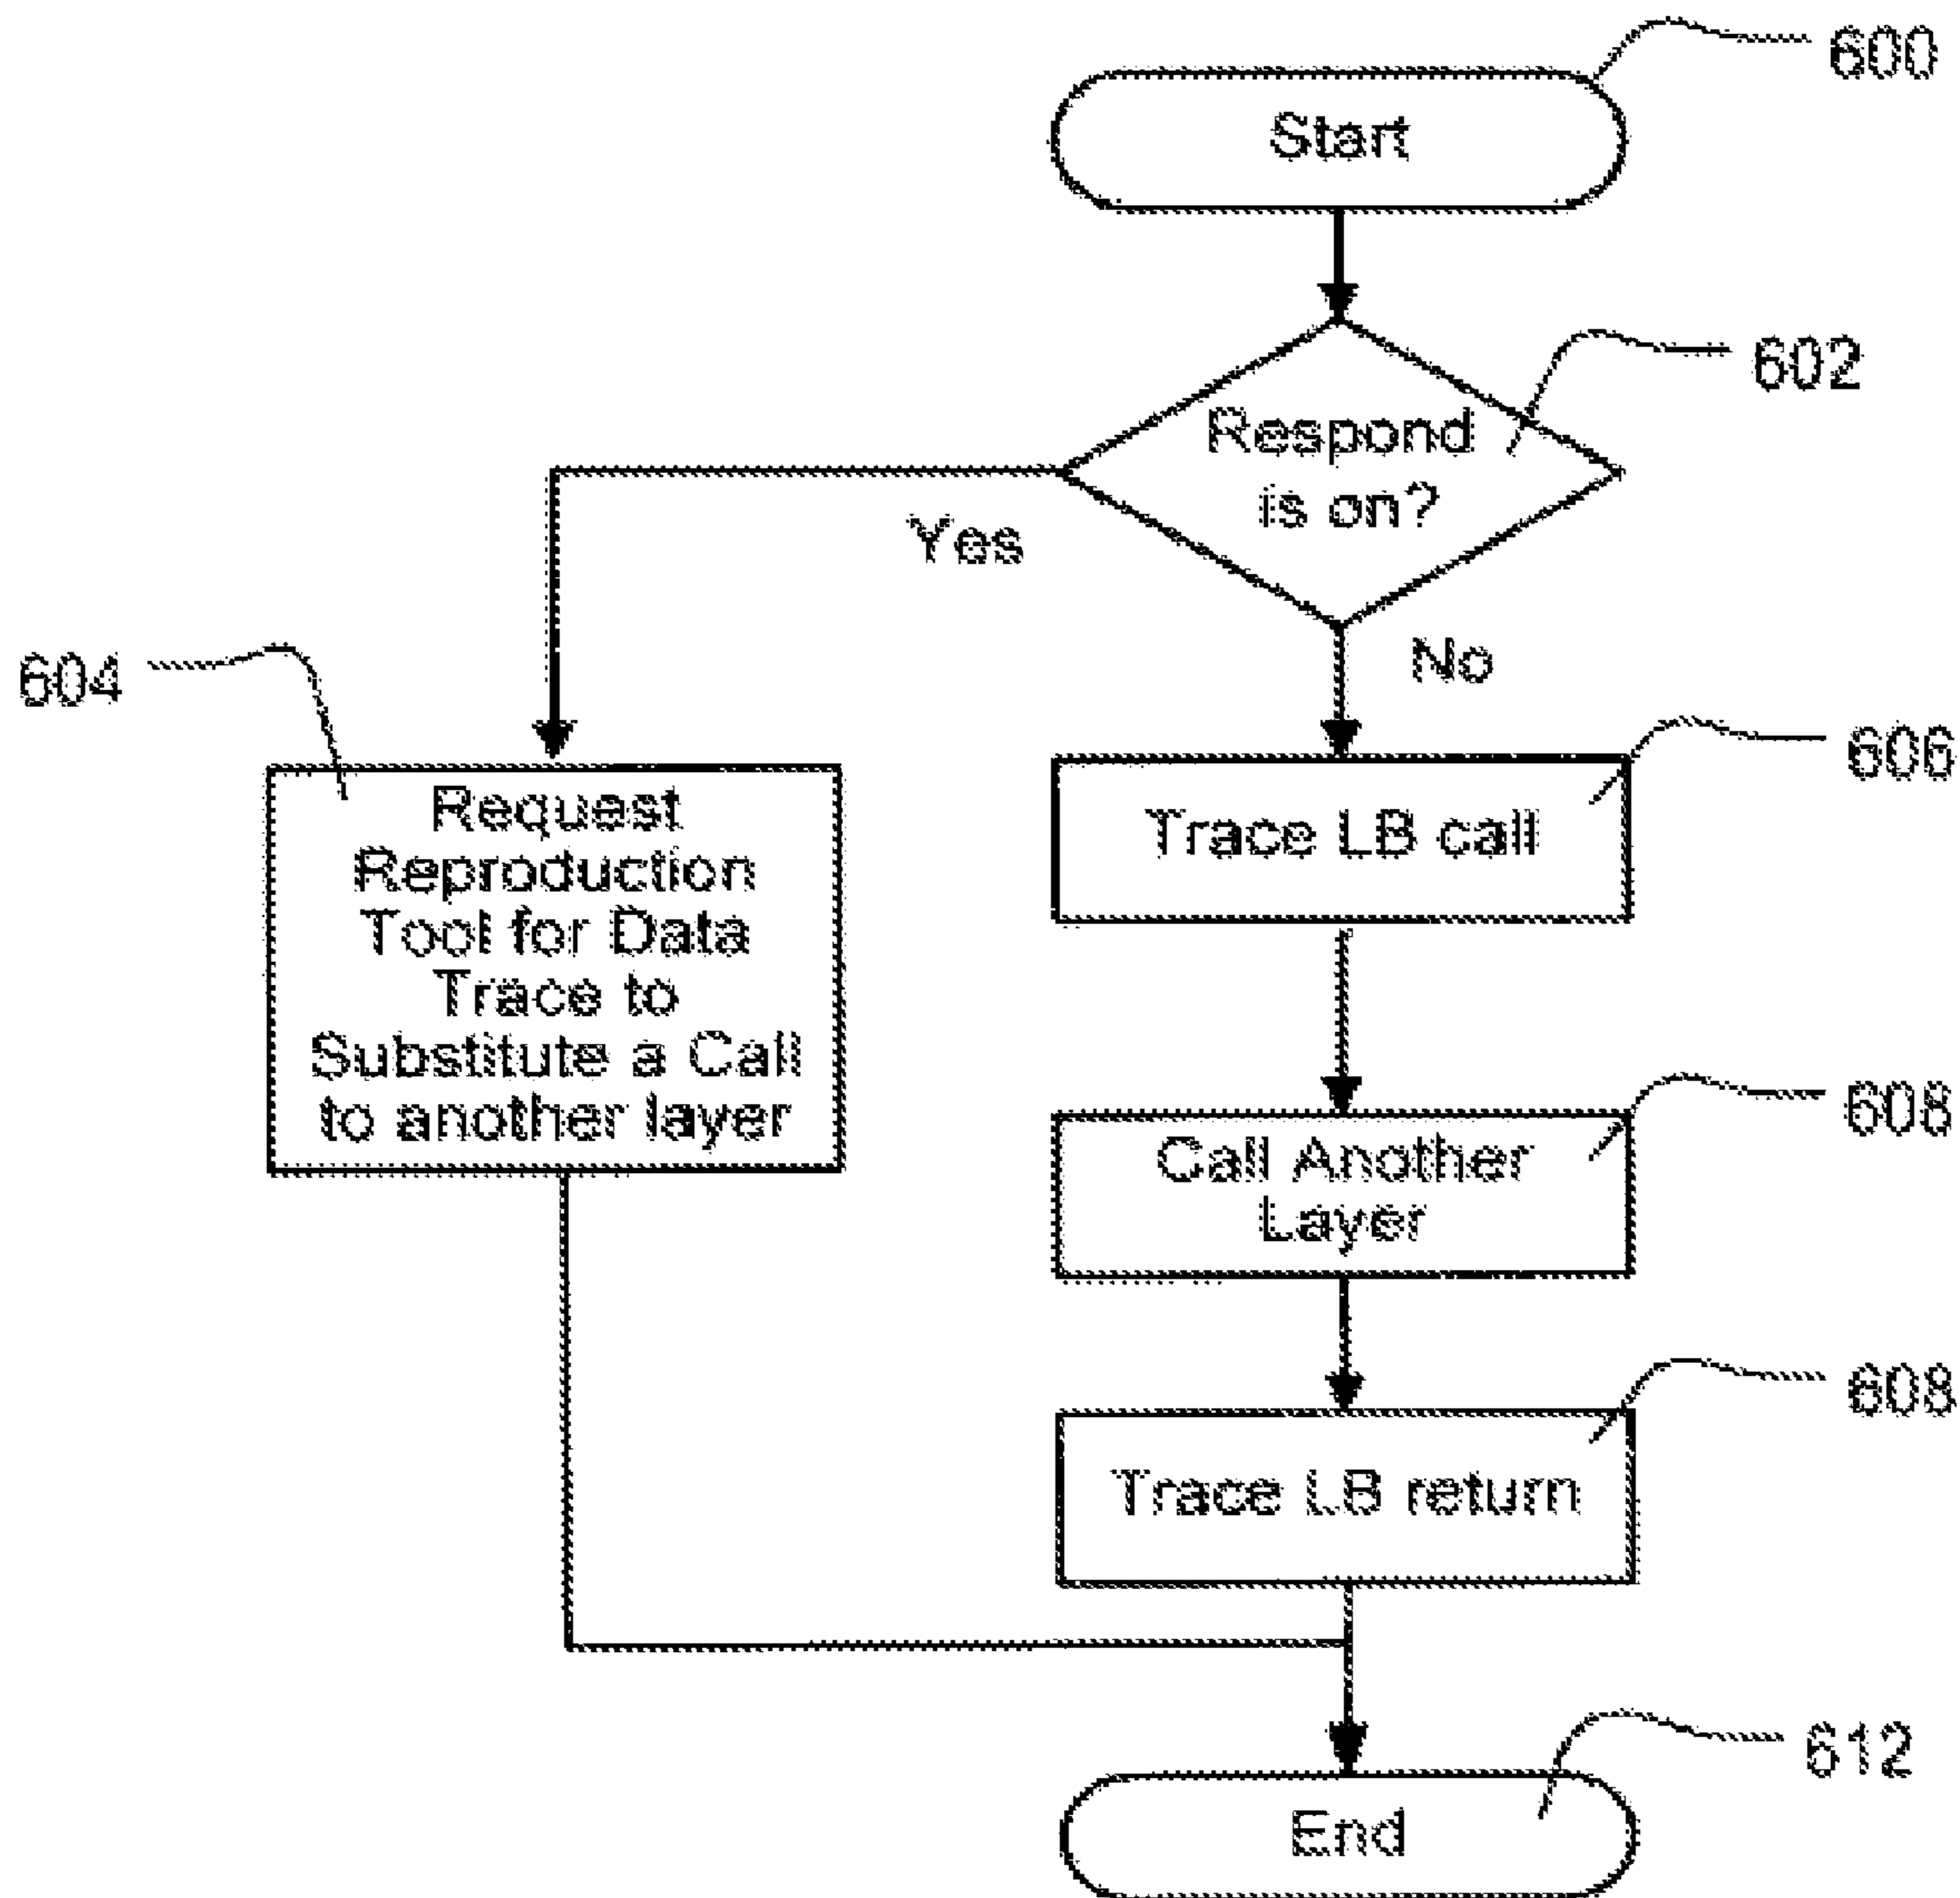 600
Start
602
Respond
is on?
Yes
No
604
606
Request
Reproduction
Tool for Data
Trace to
Substitute a Call
to another layer
Trace LB call
608
Call Another
Layer
608
Trace LB return
612
End